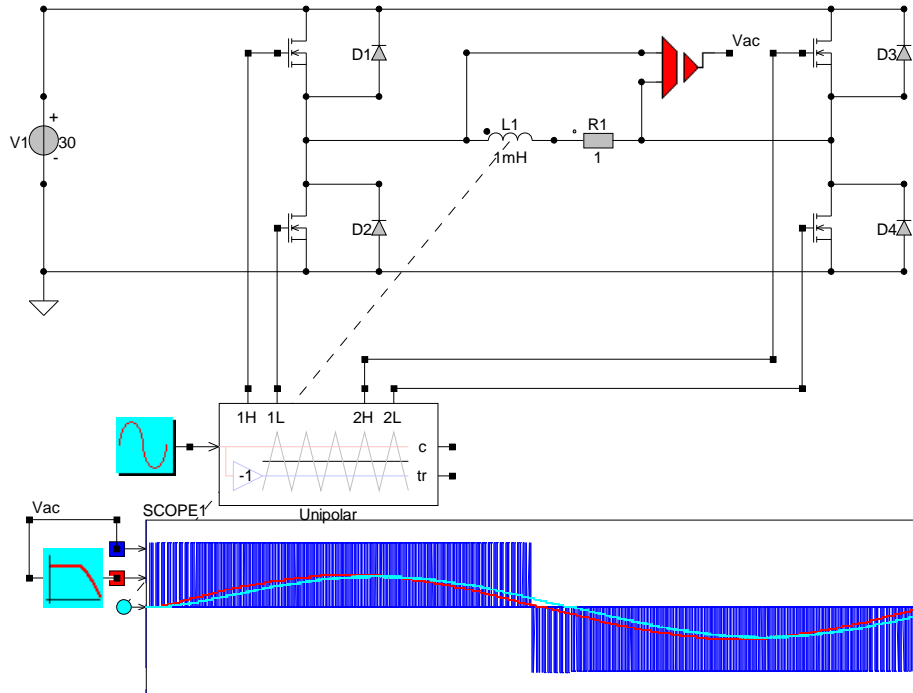 Vac
D1
D3
+
L1
R1
V1
30
-
1mH
1
D2
D4
1H 1L 2H 2L
c
-1
tr
Vac
SCOPE1
Unipolar